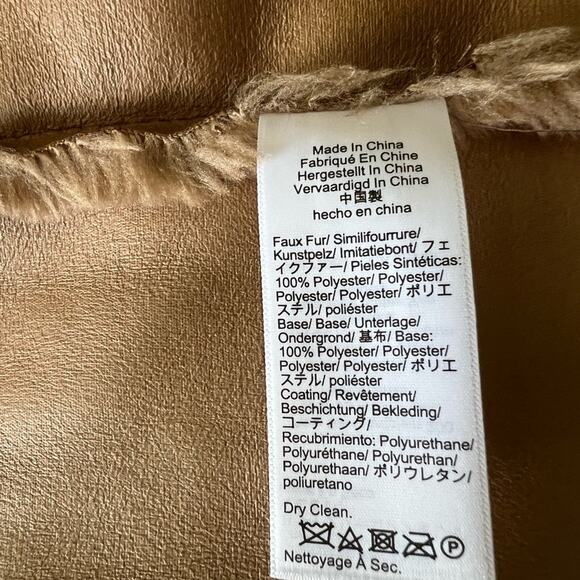 Made In China
Fabriqué En Chine
Hergestellt In China
Vervaardigd In China
中国製
hecho en china
Faux Fur/ Similifourrure/
Kunstpelz/ Imitatiebont/ フェ
イクファー/ Pieles Sintéticas:
100% Polyester/ Polyester/
Polyester/ Polyester/ ポリエ
ステル/ poliéster
Base/ Base/ Unterlage/
Ondergrond/ 基布/ Base:
100% Polyester/ Polyester/
Polyester/ Polyester/ ポリエ
ステル/ poliéster
Coating/ Revêtement/
Beschichtung/ Bekleding/
コーティング/
Recubrimiento: Polyurethane/
Polyuréthane/ Polyurethan/
Polyurethaan/ ポリウレタン/
poliuretano
Dry Clean.
P
Nettoyage À Sec.